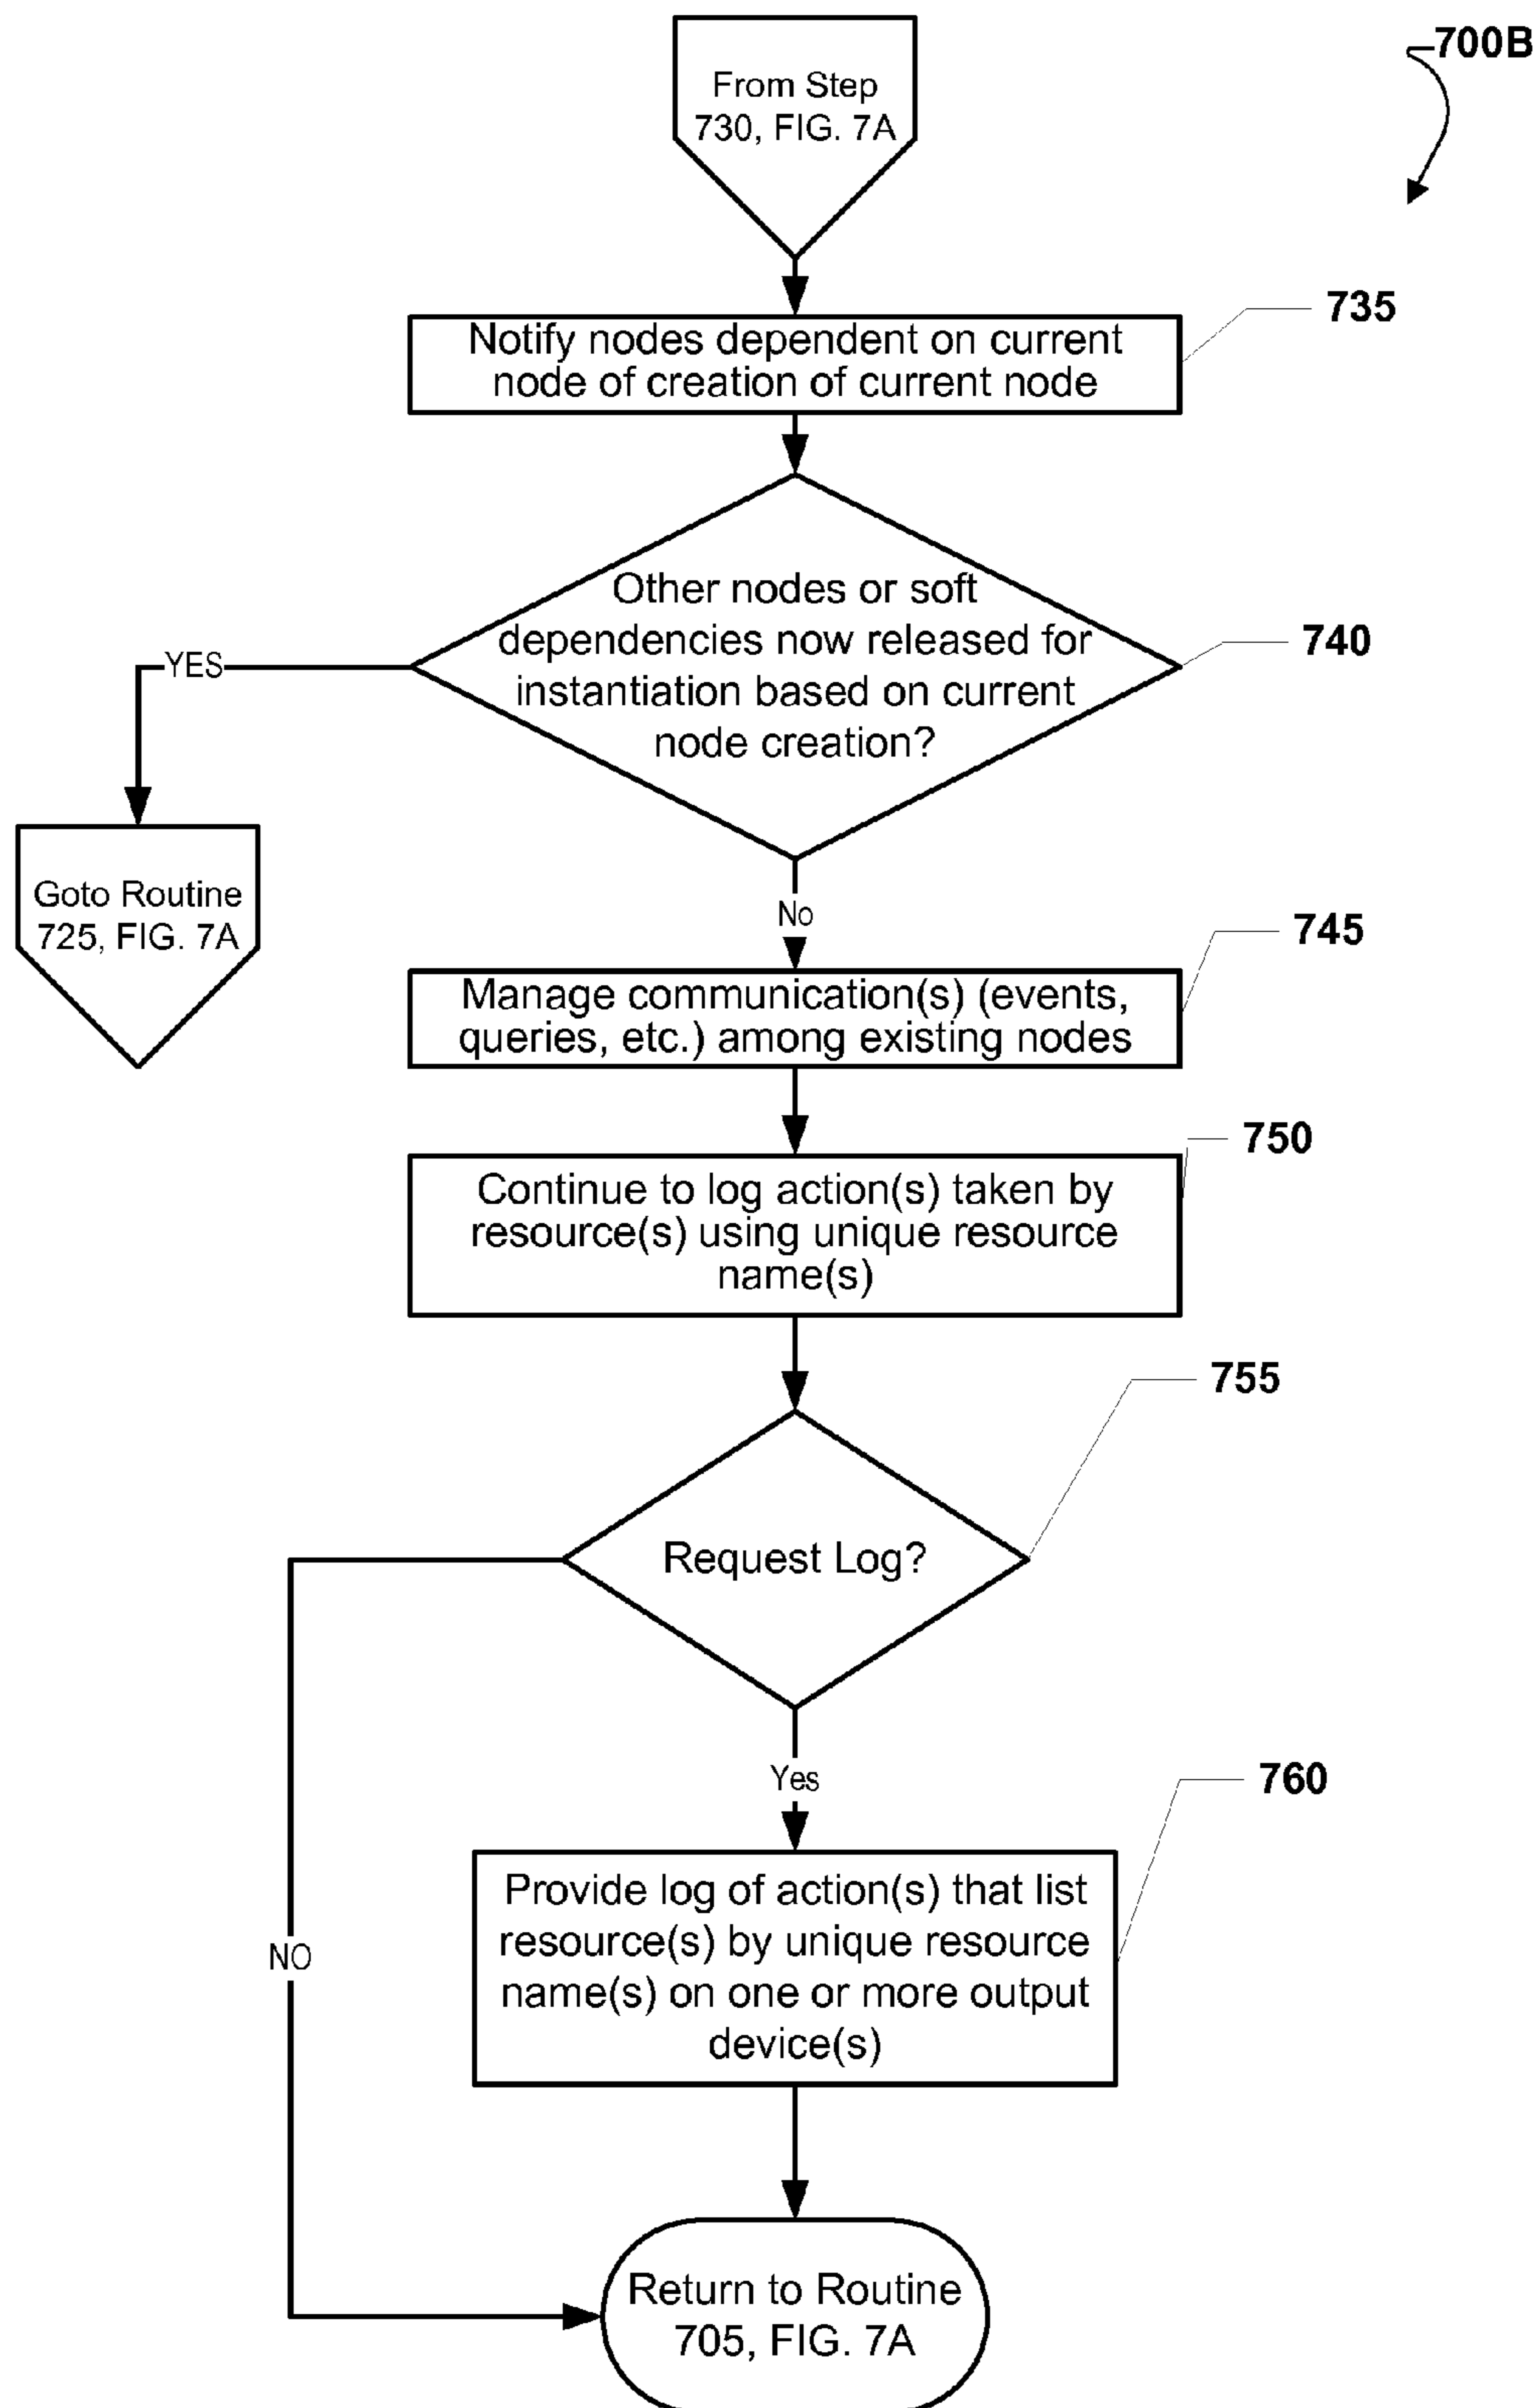 700B
From Step
730, FIG. 7A
735
Notify nodes dependent on current
node of creation of current node
740
Other nodes or soft
dependencies now released for
instantiation based on current
node creation?
YES
Goto Routine
725, FIG. 7A
No
745
Manage communication(s) (events,
queries, etc.) among existing nodes
750
Continue to log action(s) taken by
resource(s) using unique resource
name(s)
755
Request Log?
Yes
760
Provide log of action(s) that list
resource(s) by unique resource
name(s) on one or more output
device(s)
NO
Return to Routine
705, FIG. 7A